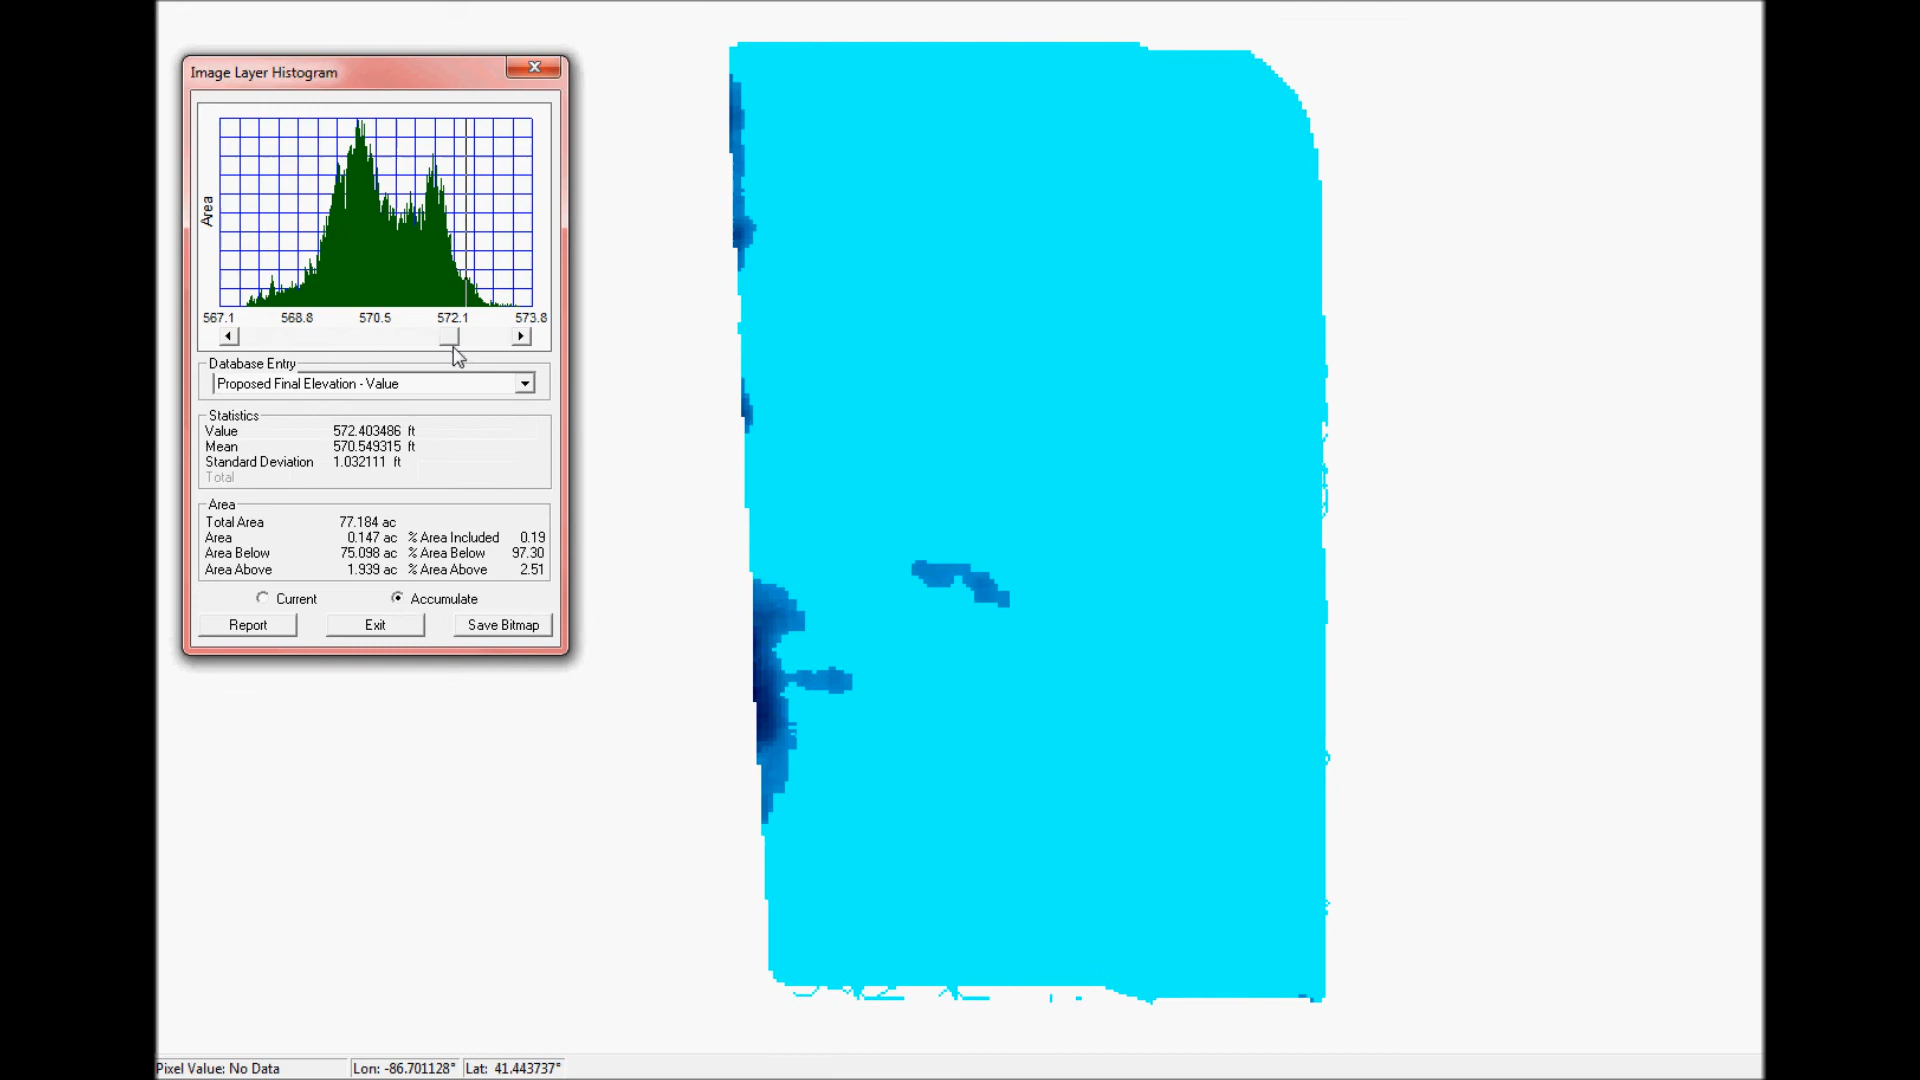 Image Layer Histogram
Area
567.1 568.8 570.5 572.1 573.8
Database Entry
Proposed Final Elevation - Value
Statistics
Value 572.403486 ft
Mean 570.549315 ft
Standard Deviation 1.032111 ft
Total
Area
Total Area 77.184 ac
Area 0.147 ac % Area Included 0.19
Area Below 75.098 ac % Area Below 97.30
Area Above 1.939 ac % Area Above 2.51
Current Accumulate
Report Exit Save Bitmap
Pixel Value: No Data Lon: -86.701128° Lat: 41.443737°